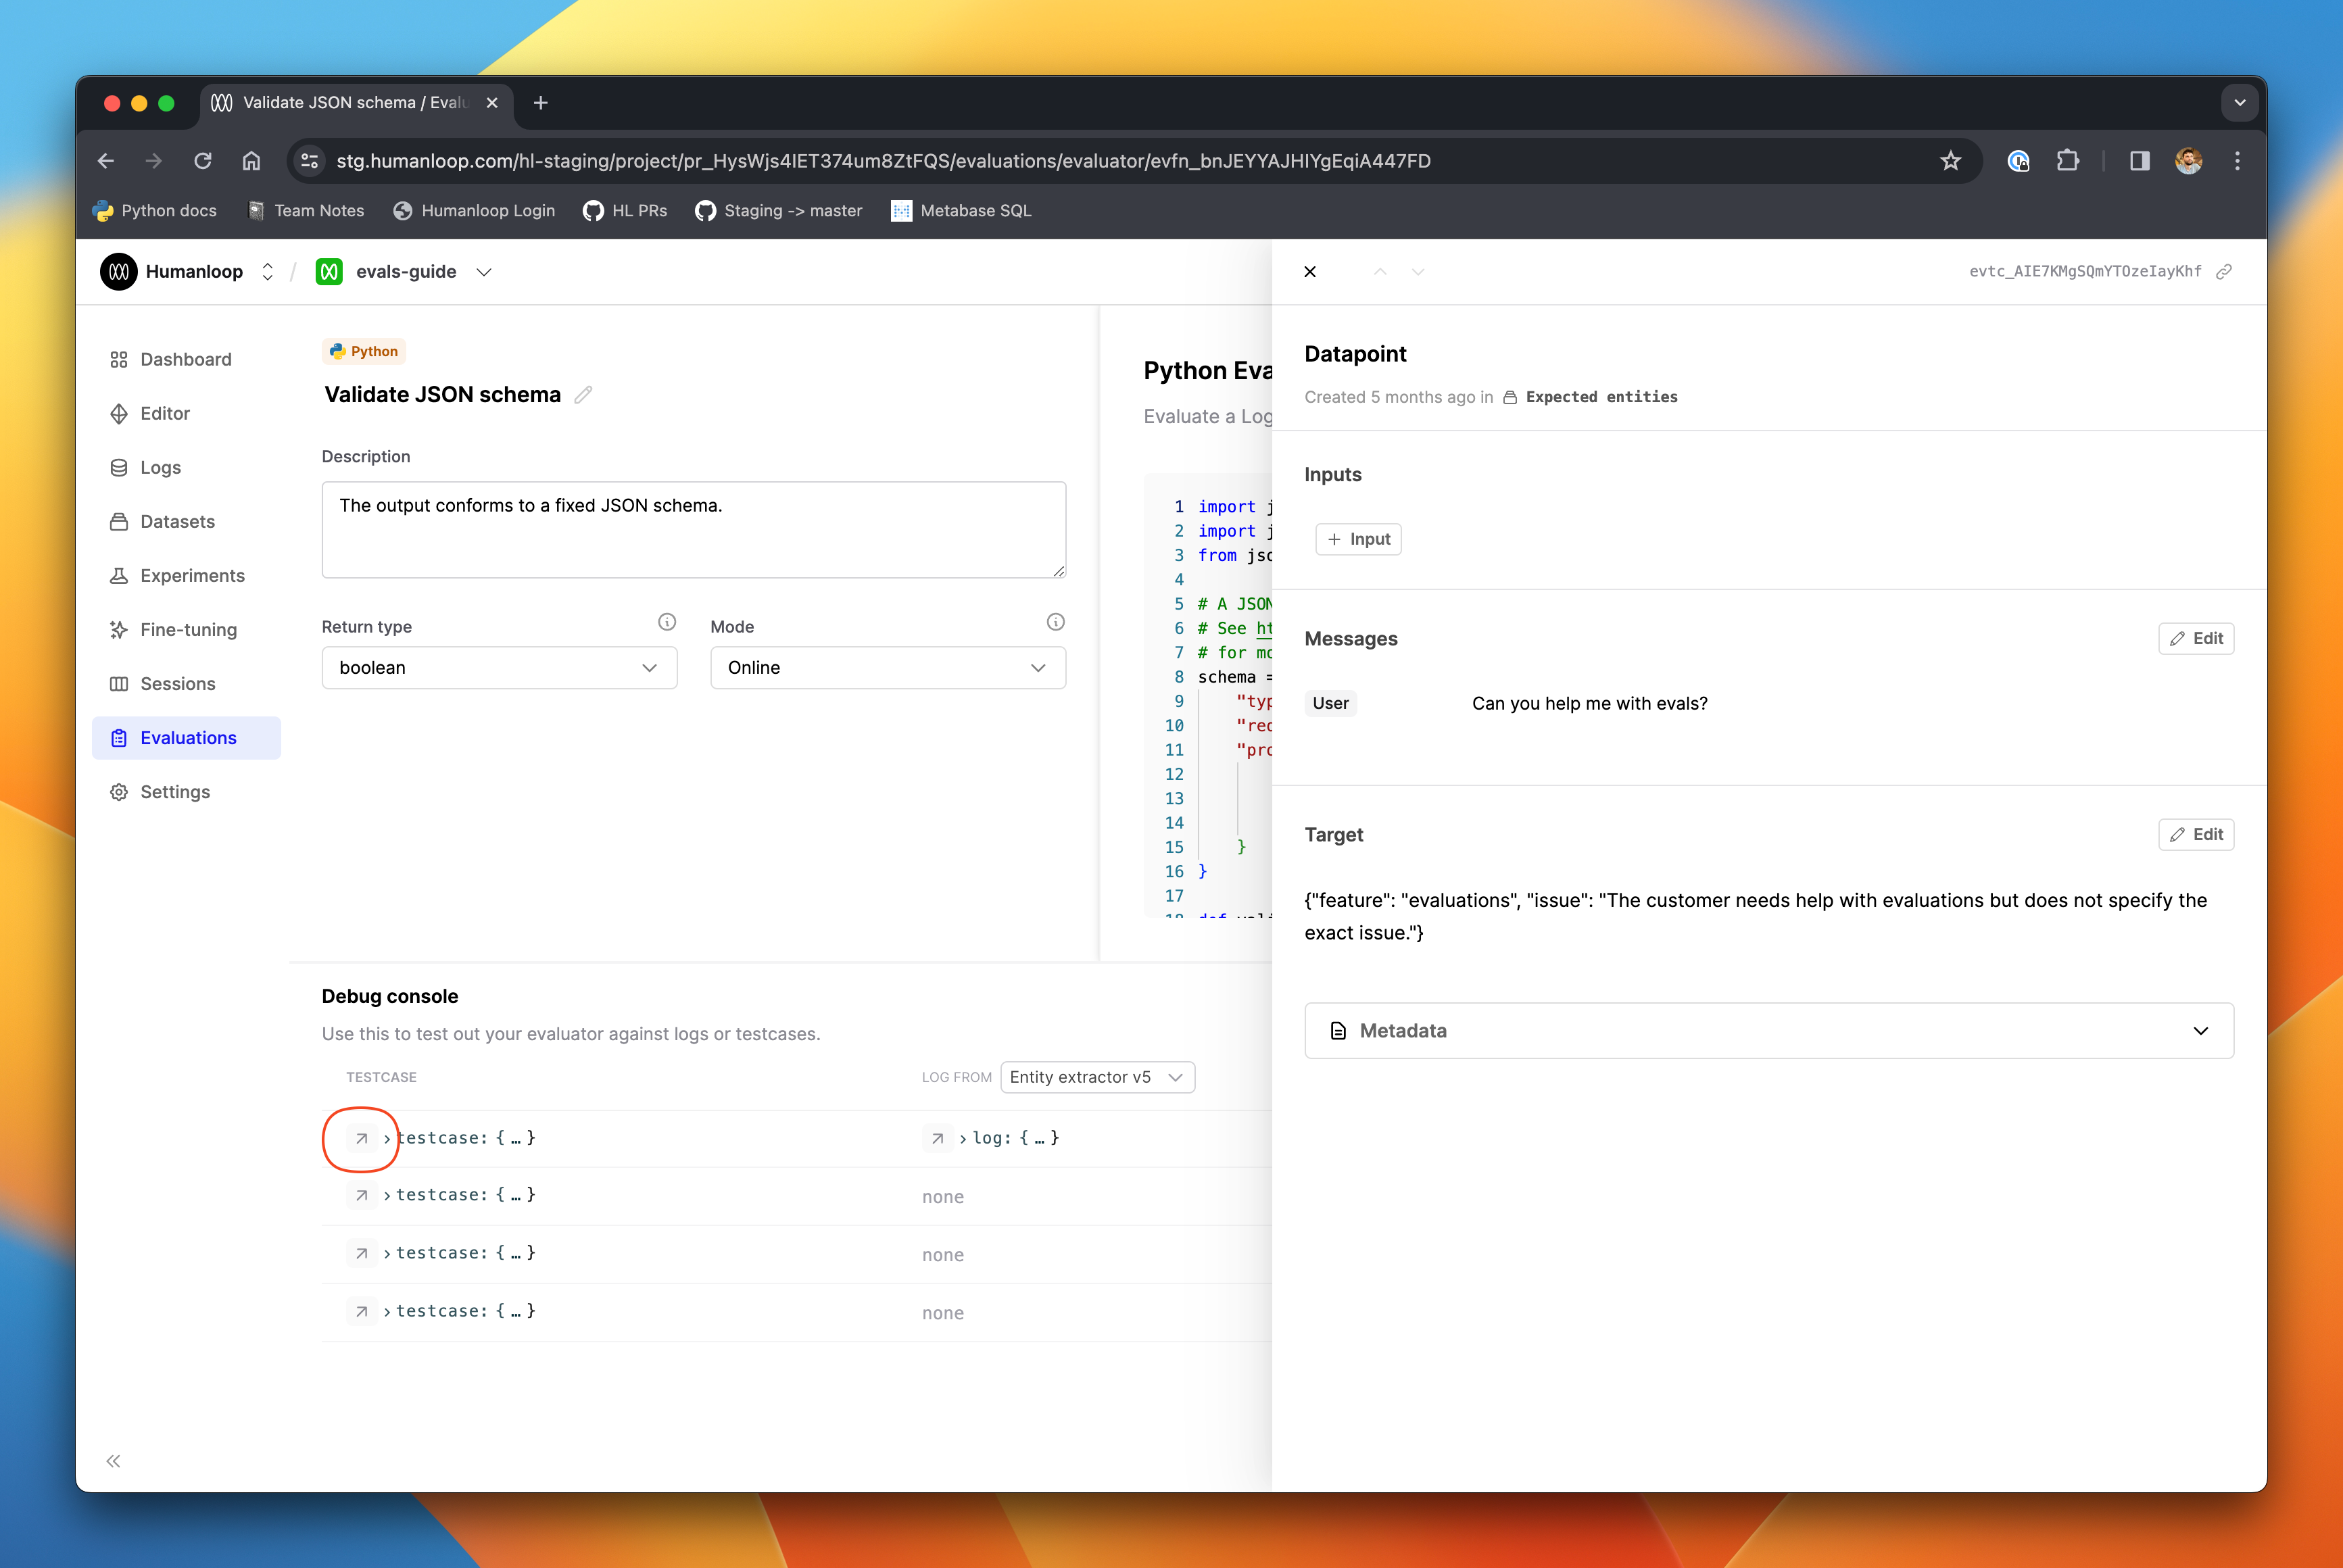 Validate JSON schema / Evalu
stg.humanloop.com/hl-staging/project/pr_HysWjs4IET374um8ZtFQS/evaluations/evaluator/evfn_bnJEYYAJHIYgEqiA447FD
Python docs
Team Notes
Humanloop Login
HL PRs
Staging -> master
Metabase SQL
Humanloop
/
evals-guide
Dashboard
Editor
Logs
Datasets
Experiments
Fine-tuning
Sessions
Evaluations
Settings
Python
Validate JSON schema
Description
The output conforms to a fixed JSON schema.
Return type
boolean
Mode
Online
Python Eva
Evaluate a Log
1 import j
2 import j
3 from jso
4
5 # A JSON
6 # See ht
7 # for mo
8 schema =
9 "typ
10 "req
11 "pro
12
13
14
15 }
16 }
17
18 def vali
Debug console
Use this to test out your evaluator against logs or testcases.
TESTCASE
LOG FROM Entity extractor v5
testcase: { … } log: { … }
testcase: { … } none
testcase: { … } none
testcase: { … } none
evtc_AIE7KMgSQmYTOzeIayKhf
Datapoint
Created 5 months ago in Expected entities
Inputs
+ Input
Messages
Edit
User Can you help me with evals?
Target
Edit
{"feature": "evaluations", "issue": "The customer needs help with evaluations but does not specify the
exact issue."}
Metadata